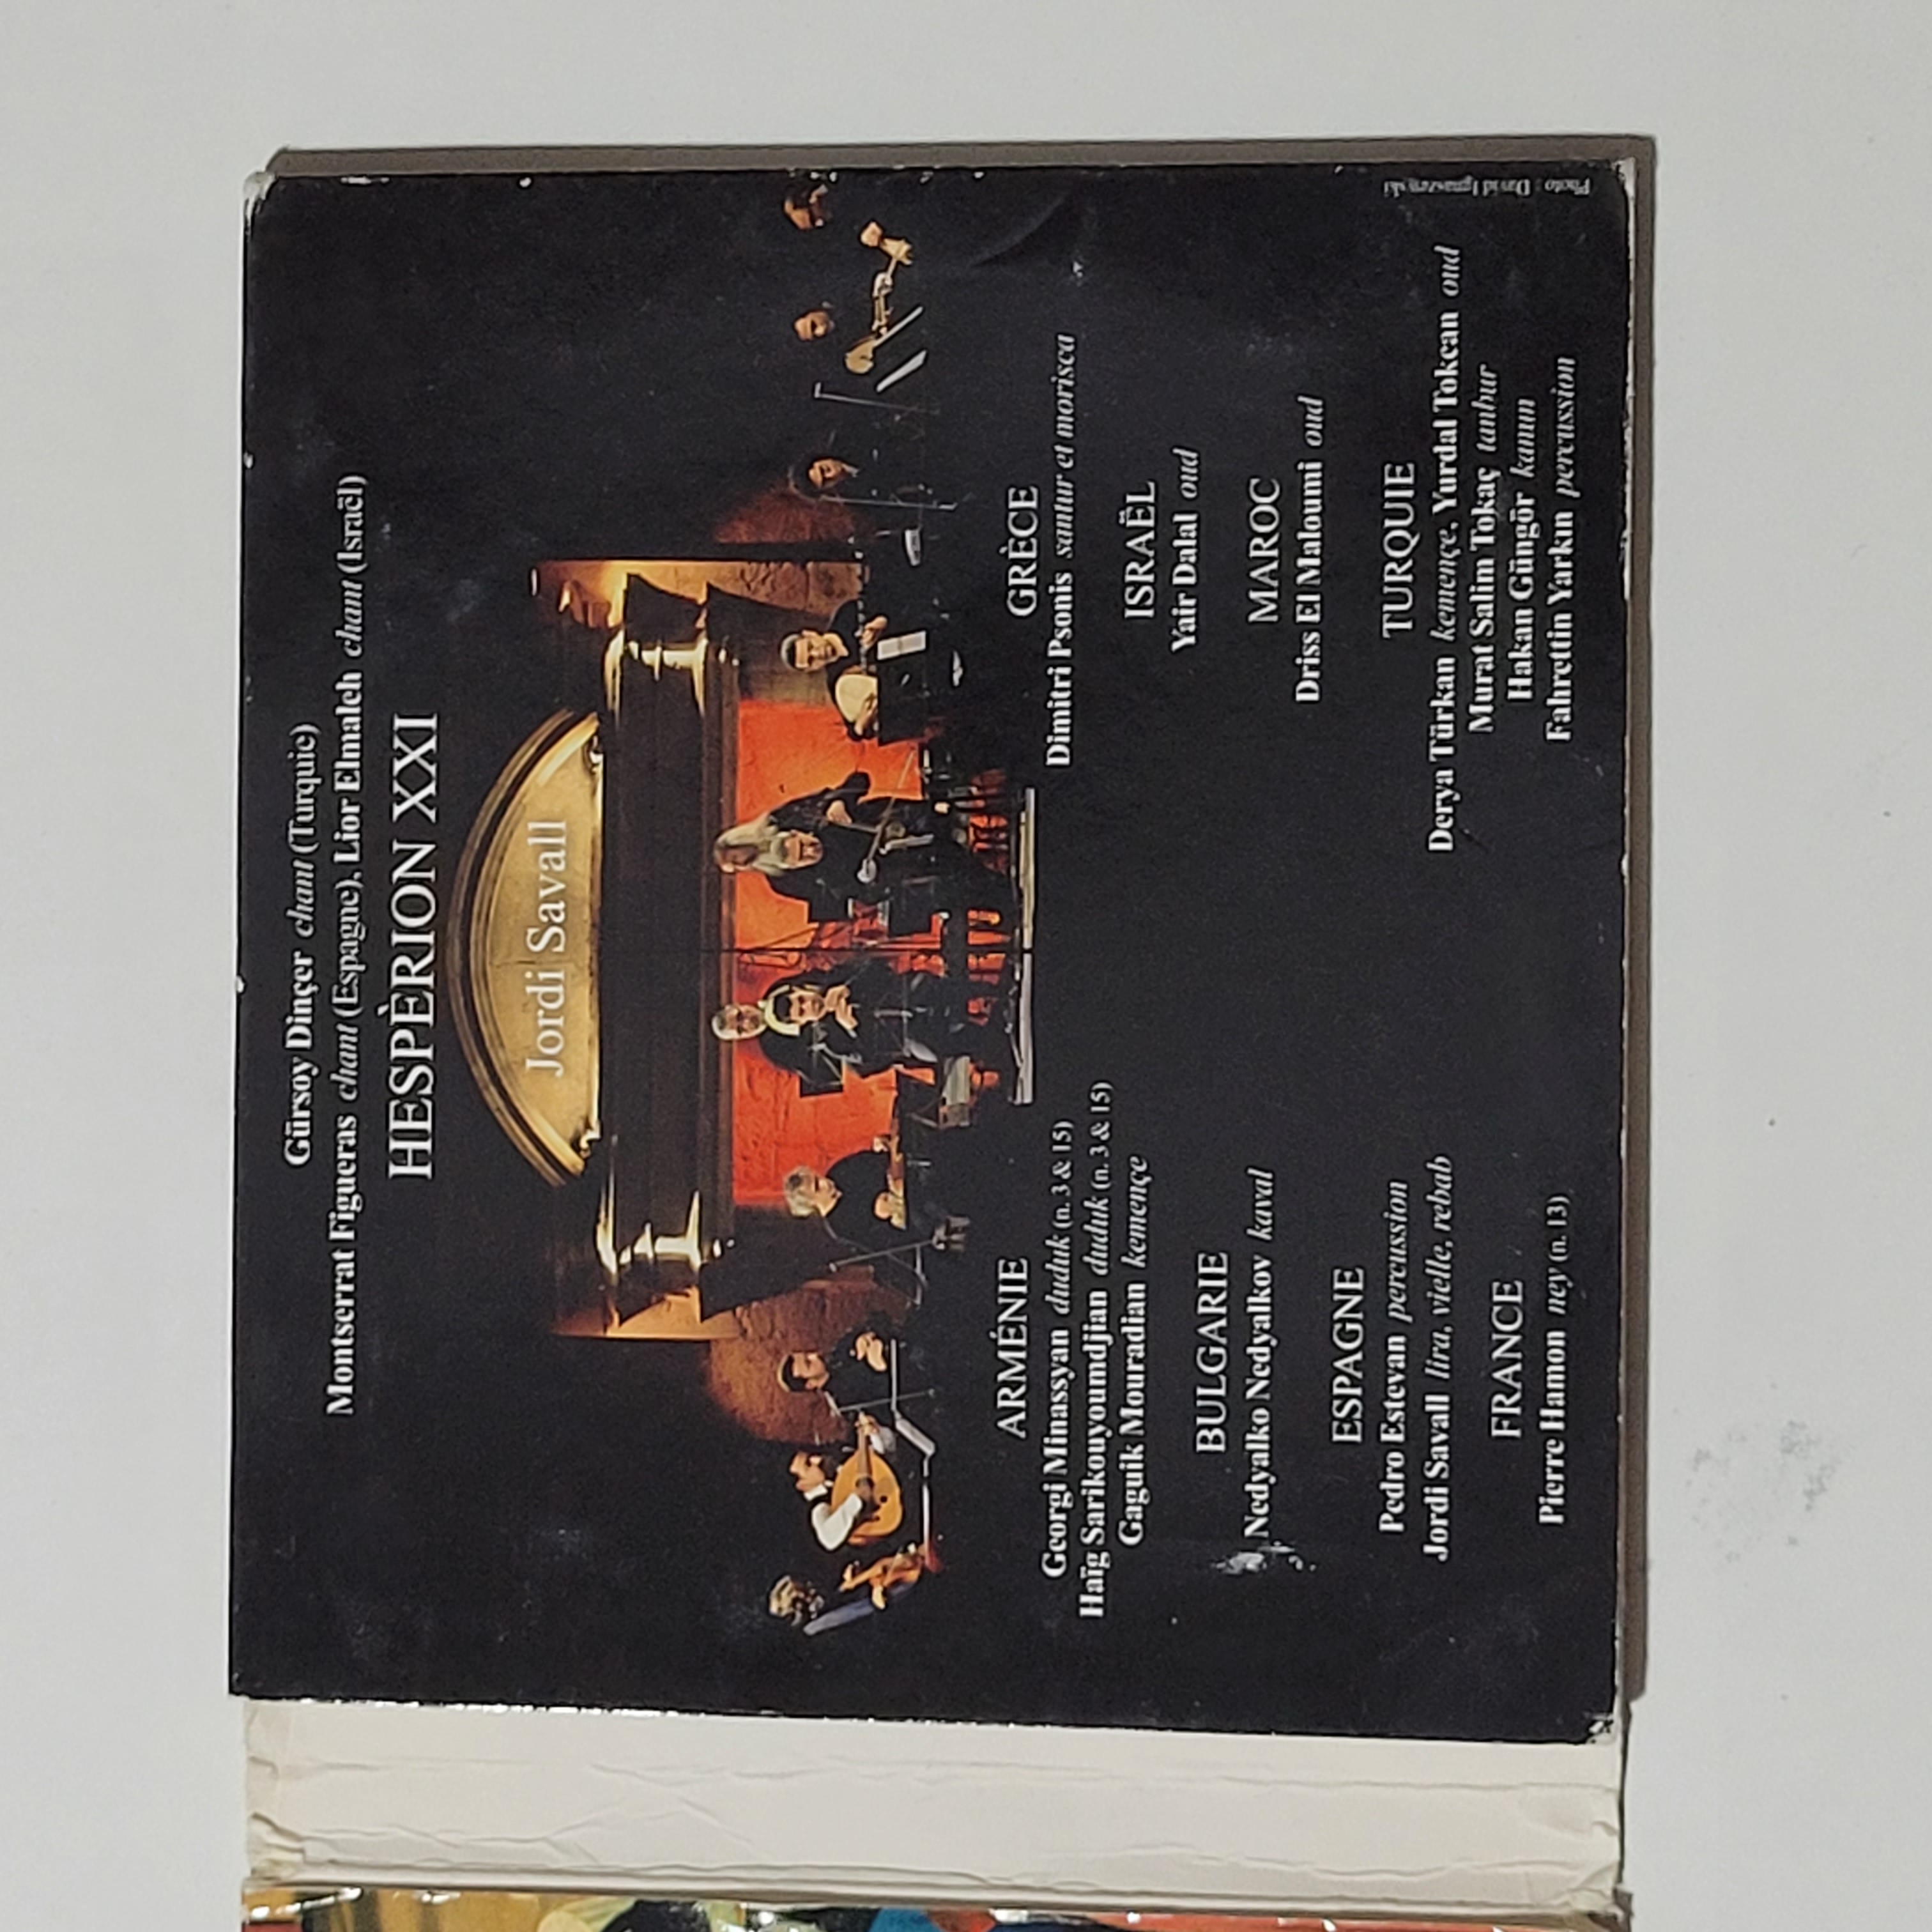 Gürsoy Dinçer chant (Turquie)
Montserrat Figueras chant (Espagne), Lior Elmaleh chant (Israël)
HESPÈRION XXI
Jordi Savall
ARMÉNIE
Georgi Minassyan duduk (n. 3 & 15)
Haïg Sarikouyoumdjian duduk (n. 3 & 15)
Gaguik Mouradian kemençe
BULGARIE
Nedyalko Nedyalkov kaval
ESPAGNE
Pedro Estevan percussion
Jordi Savall lira, vielle, rebab
FRANCE
Pierre Hamon ney (n. 13)
GRÈCE
Dimitri Psonis santur et morisca
ISRAËL
Yair Dalal oud
MAROC
Driss El Maloumi oud
TURQUIE
Derya Türkan kemençe, Yurdal Tokcan oud
Murat Salim Tokaç tanbur
Hakan Güngör kanun
Fahrettin Yarkın percussion
Photo : David Ignaszewski